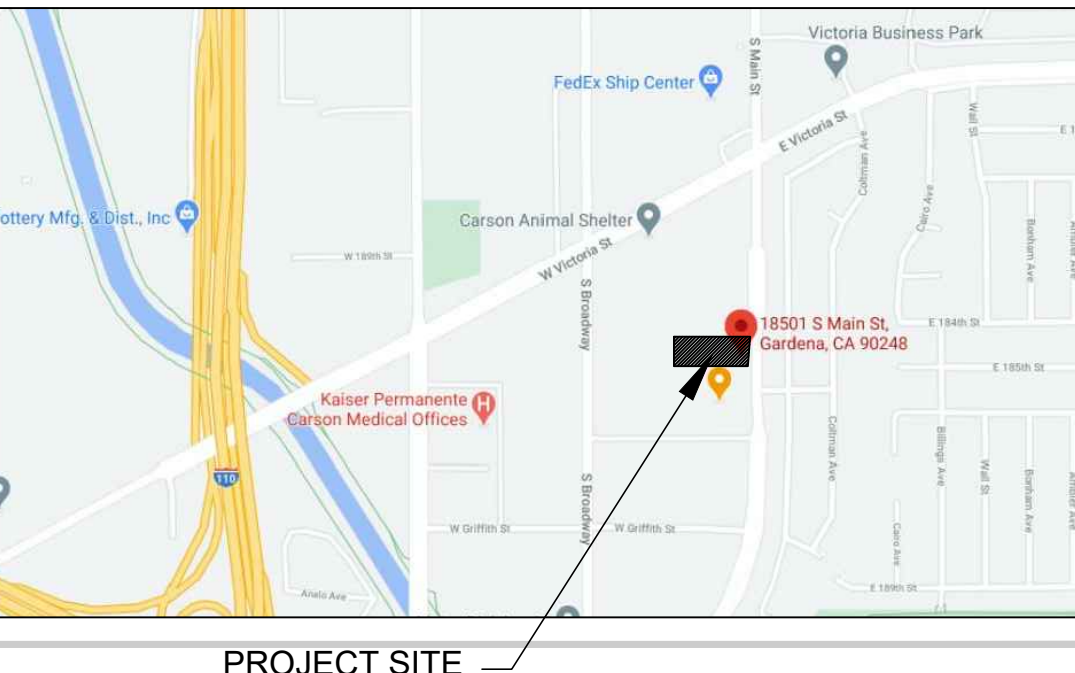 Victoria Business Park
S Main St
FedEx Ship Center
E Victoria St
Wall St
Coltman Ave
Cairo Ave
ottery Mfg. & Dist., Inc
Carson Animal Shelter
Bonham Ave
W 189th St
W Victoria St
S Broadway
18501 S Main St,
Gardena, CA 90248
E 184th St
E 185th St
Kaiser Permanente
Carson Medical Offices
H
Coltman Ave
Billings Ave
Wall St
Bonham Ave
110
S Broadway
W Griffith St
W Griffith St
Cairo Ave
Analo Ave
E 189th St
PROJECT SITE